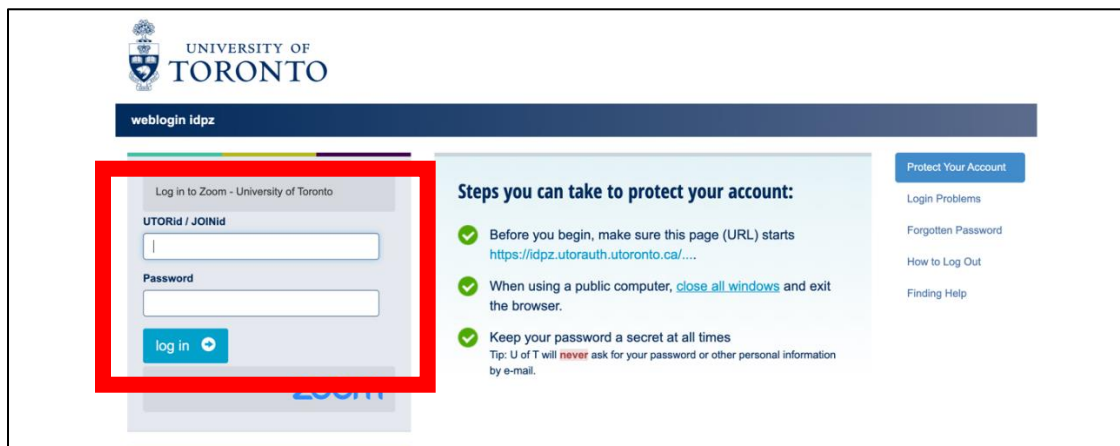 UNIVERSITY OF
TORONTO
weblogin idpz
Log in to Zoom - University of Toronto
UTORid / JOINid
Password
log in
zoom
Steps you can take to protect your account:
Before you begin, make sure this page (URL) starts
https://idpz.utorauth.utoronto.ca/....
When using a public computer, close all windows and exit
the browser.
Keep your password a secret at all times
Tip: U of T will never ask for your password or other personal information
by e-mail.
Protect Your Account
Login Problems
Forgotten Password
How to Log Out
Finding Help